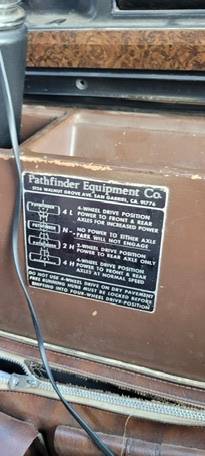 Pathfinder Equipment Co.
5126 WALNUT GROVE AVE. SAN GABRIEL, CA. 91776
4 L 4-WHEEL DRIVE POSITION
POWER TO FRONT & REAR
AXLES FOR INCREASED POWER
N - NO POWER TO EITHER AXLE
PARK WILL NOT ENGAGE
2 H 2-WHEEL DRIVE POSITION
POWER TO REAR AXLE ONLY
4 H 4-WHEEL DRIVE POSITION
POWER TO FRONT & REAR
AXLES AT NORMAL SPEED
DO NOT USE 4-WHEEL DRIVE ON DRY PAVEMENT
FREE RUNNING HUBS MUST BE LOCKED BEFORE
SHIFTING INTO FOUR-WHEEL DRIVE-POSITION